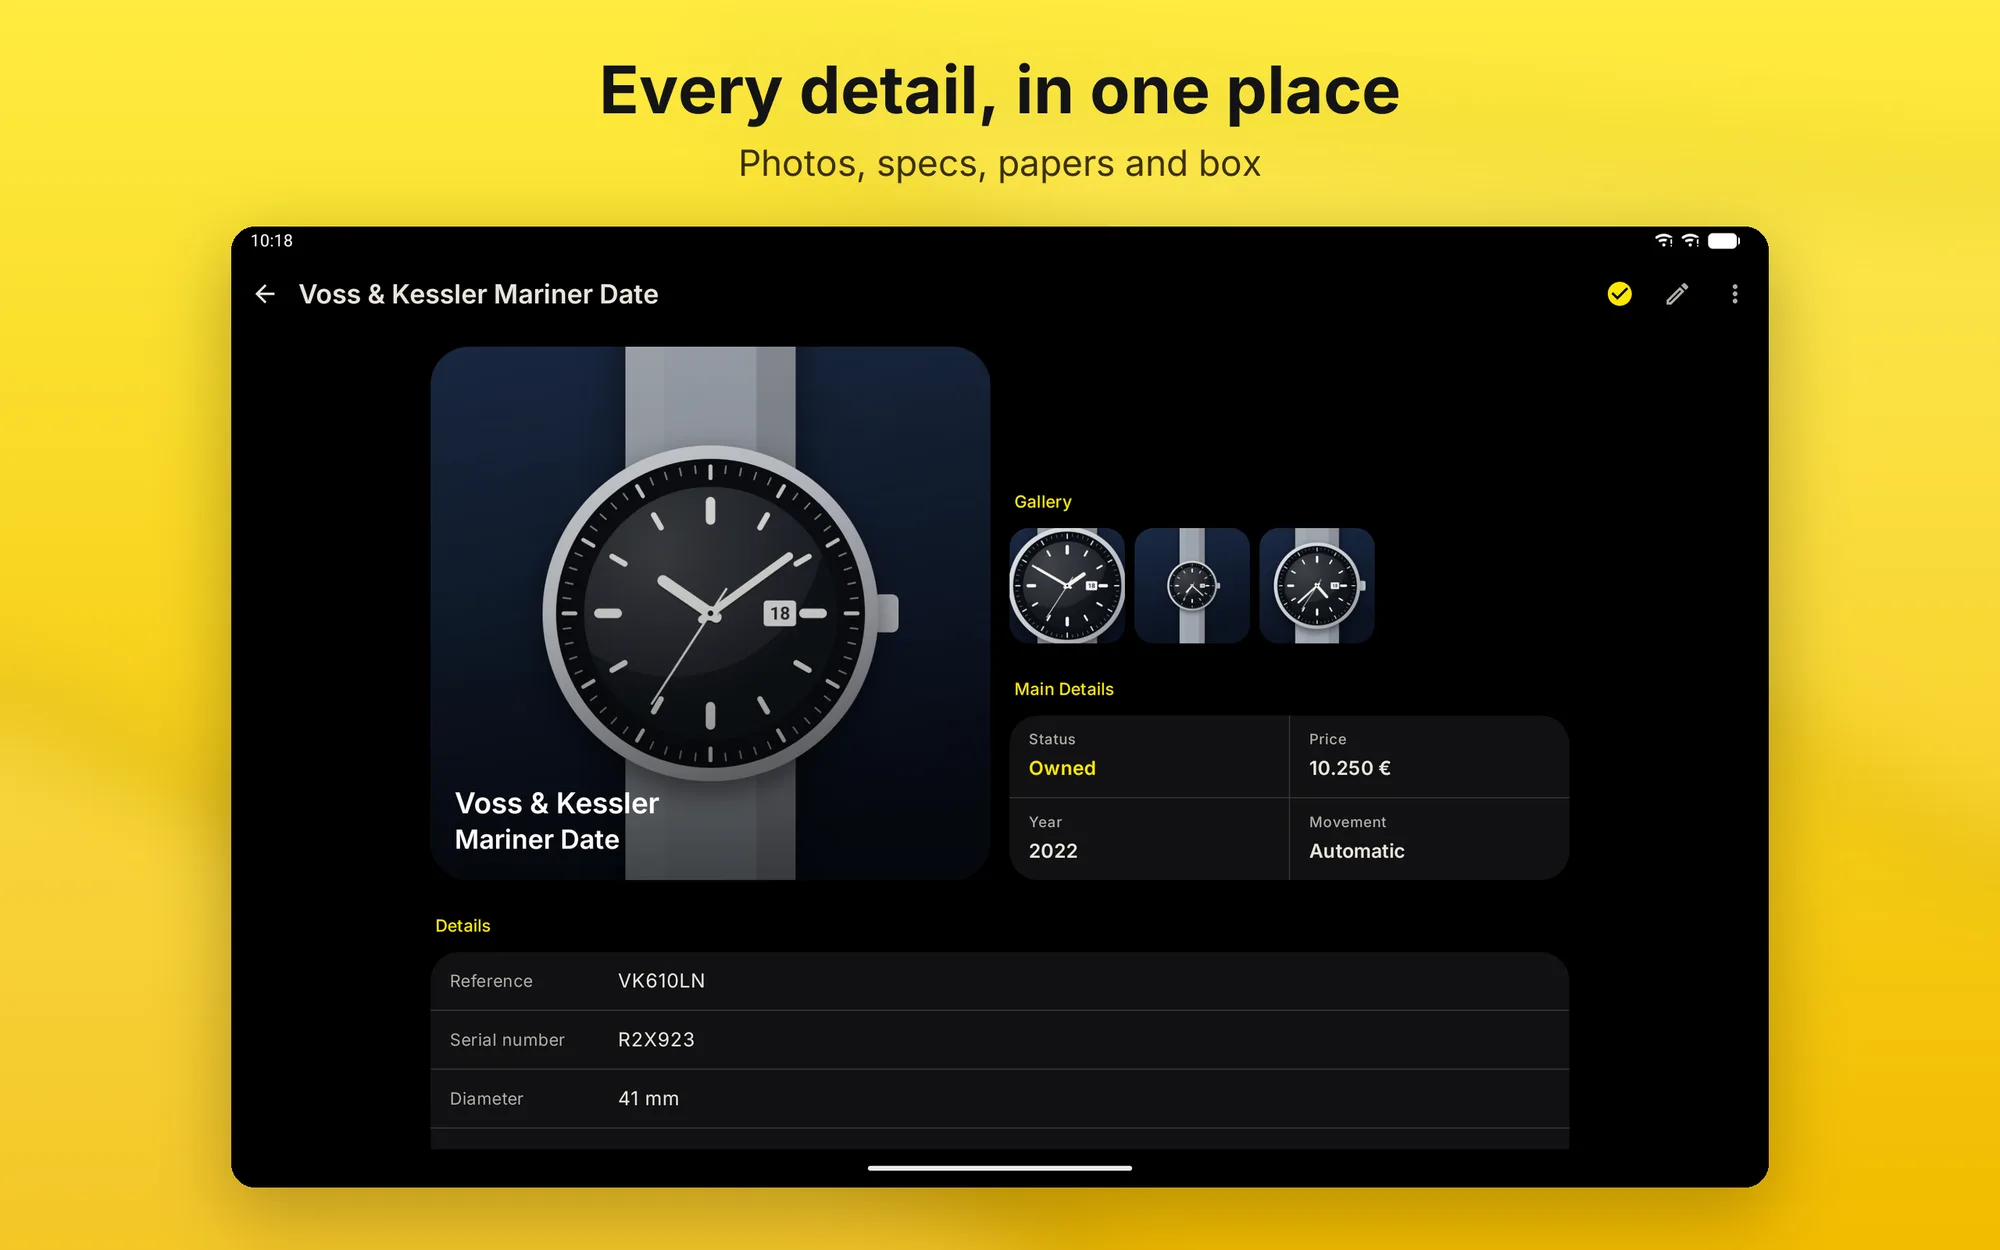 Every detail, in one place
Photos, specs, papers and box
10:18
Voss & Kessler Mariner Date
18
Voss & Kessler
Mariner Date
Gallery
18
18
Main Details
Status
Owned
Price
10.250 €
Year
2022
Movement
Automatic
Details
Reference
VK610LN
Serial number
R2X923
Diameter
41 mm